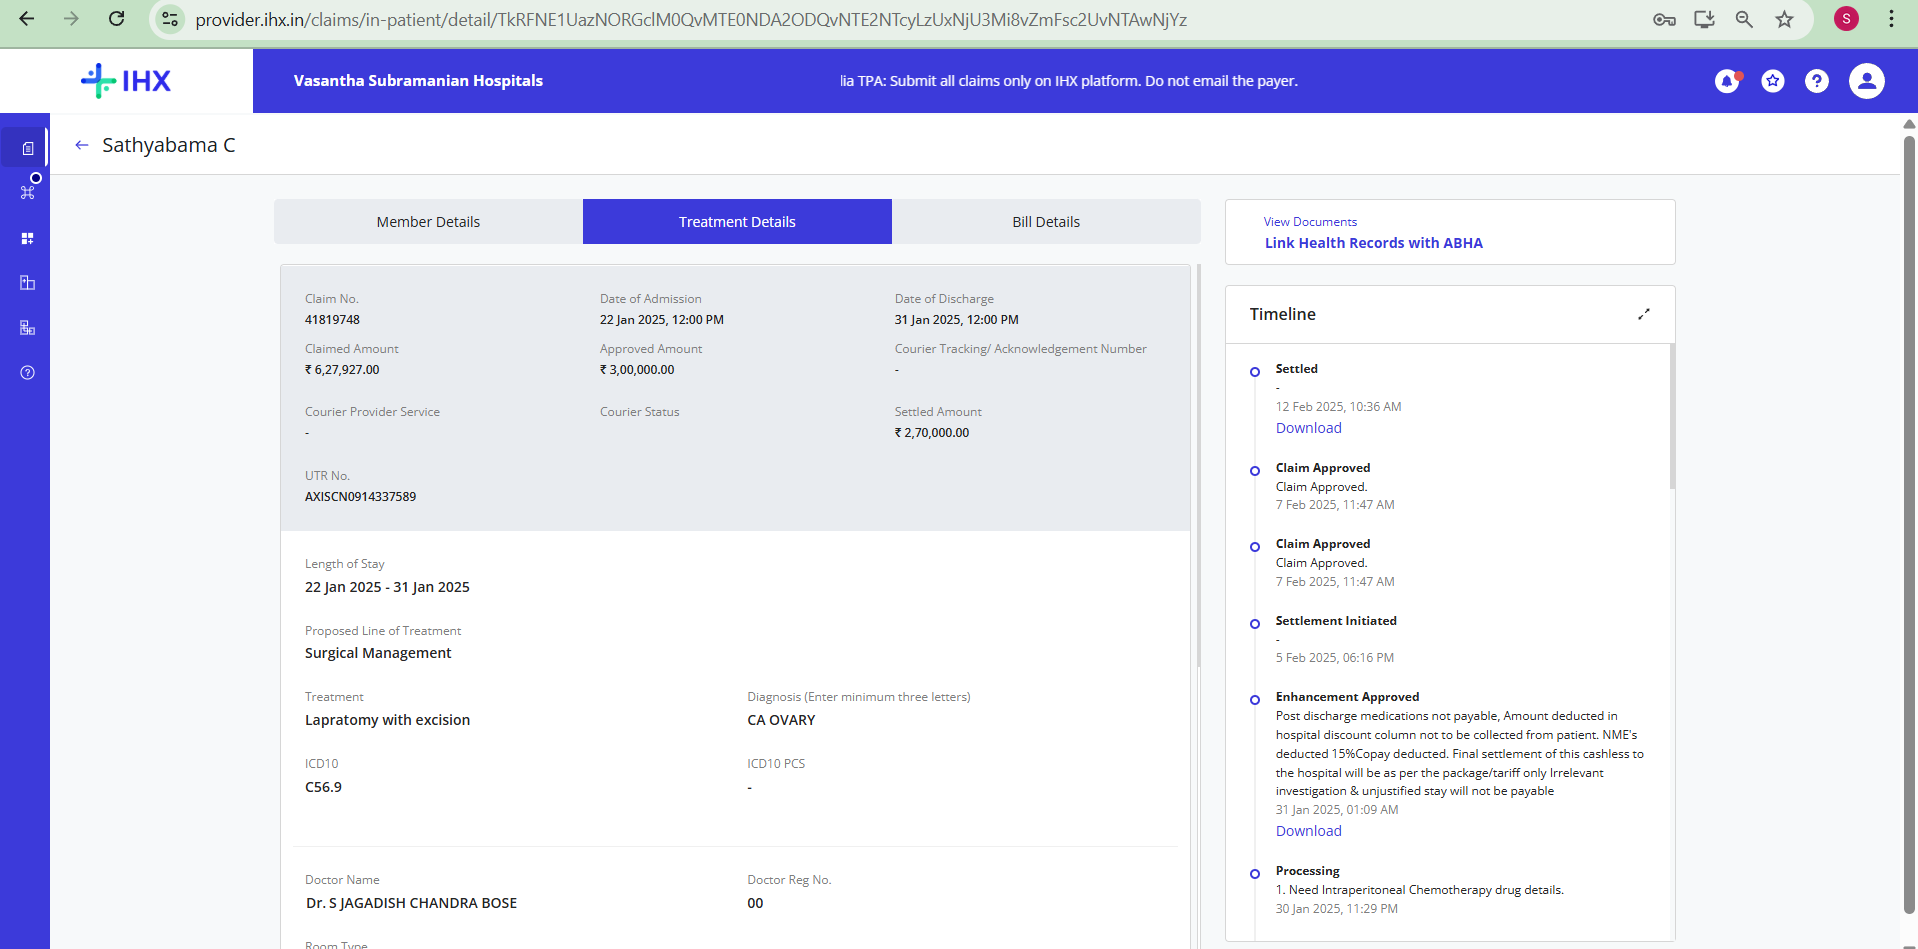 provider.ihx.in/claims/in-patient/detail/TkRFNE1UazNORGclM0QvMTE0NDA2ODQvNTE2NTcyLzUxNjU3Mi8vZmFsc2UvNTAwNjYz
S
IHX
Vasantha Subramanian Hospitals
lia TPA: Submit all claims only on IHX platform. Do not email the payer.
Sathyabama C
Member Details
Treatment Details
Bill Details
View Documents
Link Health Records with ABHA
Claim No.
41819748
Date of Admission
22 Jan 2025, 12:00 PM
Date of Discharge
31 Jan 2025, 12:00 PM
Claimed Amount
₹ 6,27,927.00
Approved Amount
₹ 3,00,000.00
Courier Tracking/ Acknowledgement Number
-
Courier Provider Service
-
Courier Status
Settled Amount
₹ 2,70,000.00
UTR No.
AXISCN0914337589
Length of Stay
22 Jan 2025 - 31 Jan 2025
Proposed Line of Treatment
Surgical Management
Treatment
Lapratomy with excision
Diagnosis (Enter minimum three letters)
CA OVARY
ICD10
C56.9
ICD10 PCS
-
Doctor Name
Dr. S JAGADISH CHANDRA BOSE
Doctor Reg No.
00
Room Type
Timeline
Settled
-
12 Feb 2025, 10:36 AM
Download
Claim Approved
Claim Approved.
7 Feb 2025, 11:47 AM
Claim Approved
Claim Approved.
7 Feb 2025, 11:47 AM
Settlement Initiated
-
5 Feb 2025, 06:16 PM
Enhancement Approved
Post discharge medications not payable, Amount deducted in
hospital discount column not to be collected from patient. NME's
deducted 15%Copay deducted. Final settlement of this cashless to
the hospital will be as per the package/tariff only Irrelevant
investigation & unjustified stay will not be payable
31 Jan 2025, 01:09 AM
Download
Processing
1. Need Intraperitoneal Chemotherapy drug details.
30 Jan 2025, 11:29 PM